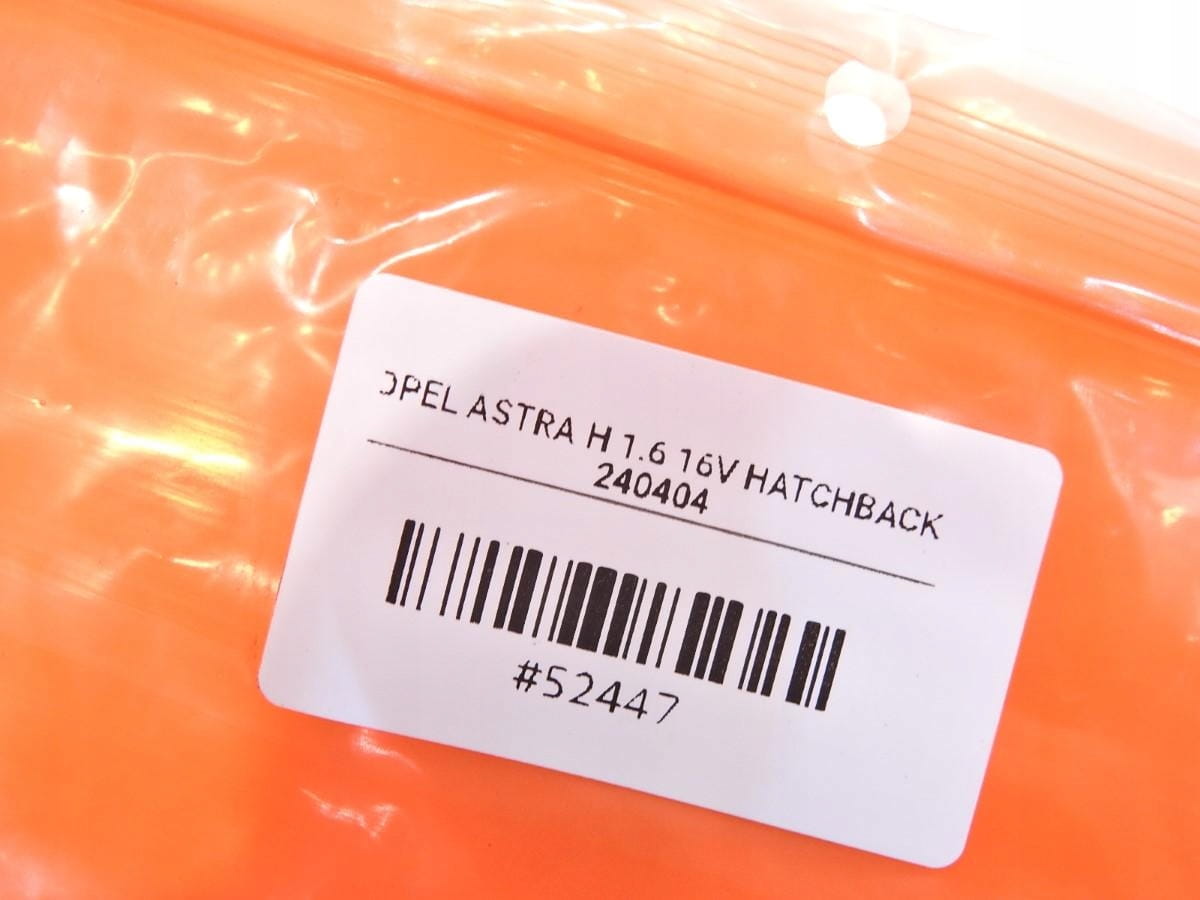 OPEL ASTRA H 1.6 16V HATCHBACK
240404
#52447